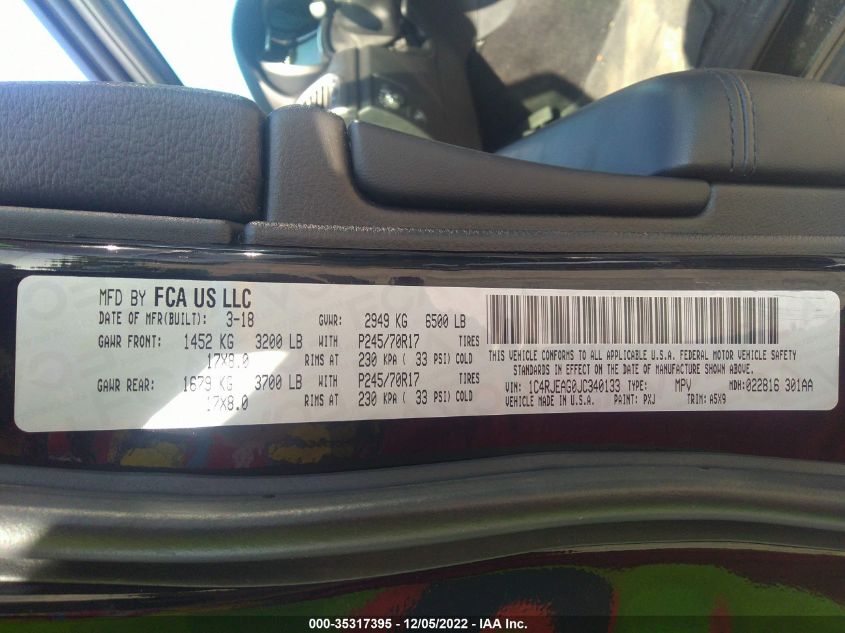 MFD BY FCA US LLC
DATE OF MFR(BUILT): 3-18 GVWR: 2949 KG 6500 LB
GAWR FRONT: 1452 KG 3200 LB WITH P245/70R17 TIRES
17X8.0 RIMS AT 230 KPA ( 33 PSI) COLD
GAWR REAR: 1679 KG 3700 LB WITH P245/70R17 TIRES
17X8.0 RIMS AT 230 KPA ( 33 PSI) COLD
THIS VEHICLE CONFORMS TO ALL APPLICABLE U.S.A. FEDERAL MOTOR VEHICLE SAFETY
STANDARDS IN EFFECT ON THE DATE OF MANUFACTURE SHOWN ABOVE
VIN: 1C4RJEAG0JC340133 TYPE: MPV MDH:022816 301AA
VEHICLE MADE IN U.S.A. PAINT: PXJ TRIM: A5X9
000-35317395 - 12/05/2022 - IAA Inc.